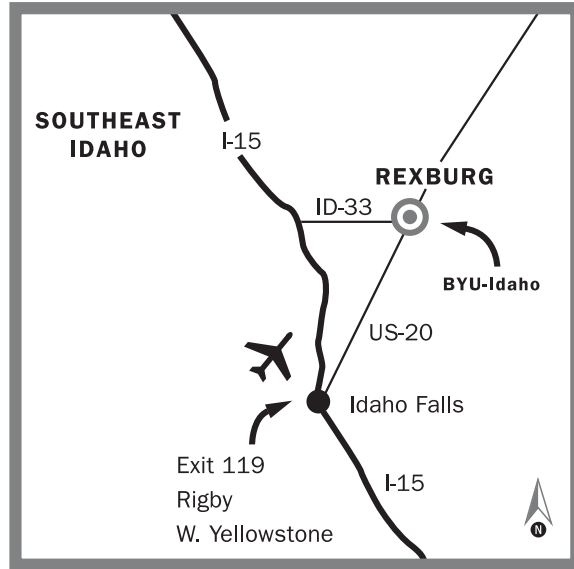 SOUTHEAST
IDAHO
I-15
REXBURG
ID-33
BYU-Idaho
US-20
Idaho Falls
Exit 119
Rigby
W. Yellowstone
I-15
N